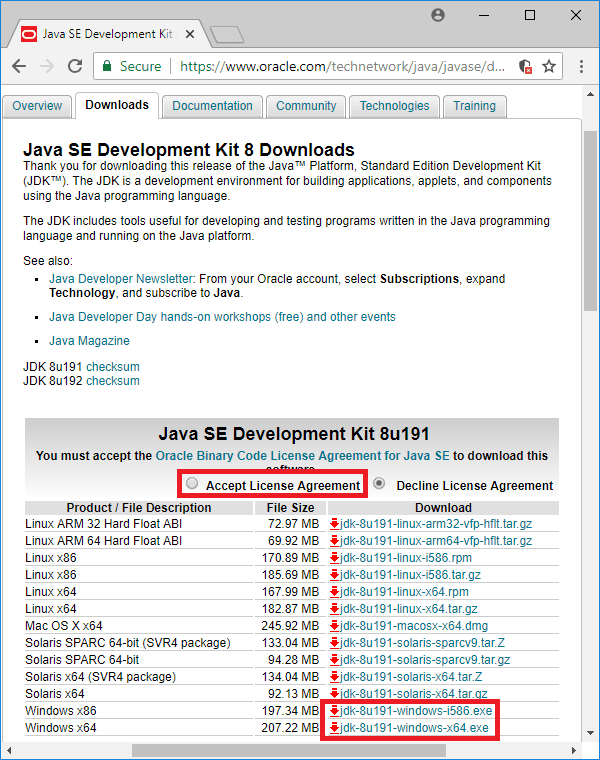 Java SE Development Kit
Secure | https://www.oracle.com/technetwork/java/javase/d...
Overview Downloads Documentation Community Technologies Training
Java SE Development Kit 8 Downloads
Thank you for downloading this release of the Java™ Platform, Standard Edition Development Kit
(JDK™). The JDK is a development environment for building applications, applets, and components
using the Java programming language.
The JDK includes tools useful for developing and testing programs written in the Java programming
language and running on the Java platform.
See also:
Java Developer Newsletter: From your Oracle account, select Subscriptions, expand
Technology, and subscribe to Java.
Java Developer Day hands-on workshops (free) and other events
Java Magazine
JDK 8u191 checksum
JDK 8u192 checksum
Java SE Development Kit 8u191
You must accept the Oracle Binary Code License Agreement for Java SE to download this
software.
Accept License Agreement Decline License Agreement
Product / File Description File Size Download
Linux ARM 32 Hard Float ABI 72.97 MB jdk-8u191-linux-arm32-vfp-hflt.tar.gz
Linux ARM 64 Hard Float ABI 69.92 MB jdk-8u191-linux-arm64-vfp-hflt.tar.gz
Linux x86 170.89 MB jdk-8u191-linux-i586.rpm
Linux x86 185.69 MB jdk-8u191-linux-i586.tar.gz
Linux x64 167.99 MB jdk-8u191-linux-x64.rpm
Linux x64 182.87 MB jdk-8u191-linux-x64.tar.gz
Mac OS X x64 245.92 MB jdk-8u191-macosx-x64.dmg
Solaris SPARC 64-bit (SVR4 package) 133.04 MB jdk-8u191-solaris-sparcv9.tar.Z
Solaris SPARC 64-bit 94.28 MB jdk-8u191-solaris-sparcv9.tar.gz
Solaris x64 (SVR4 package) 134.04 MB jdk-8u191-solaris-x64.tar.Z
Solaris x64 92.13 MB jdk-8u191-solaris-x64.tar.gz
Windows x86 197.34 MB jdk-8u191-windows-i586.exe
Windows x64 207.22 MB jdk-8u191-windows-x64.exe